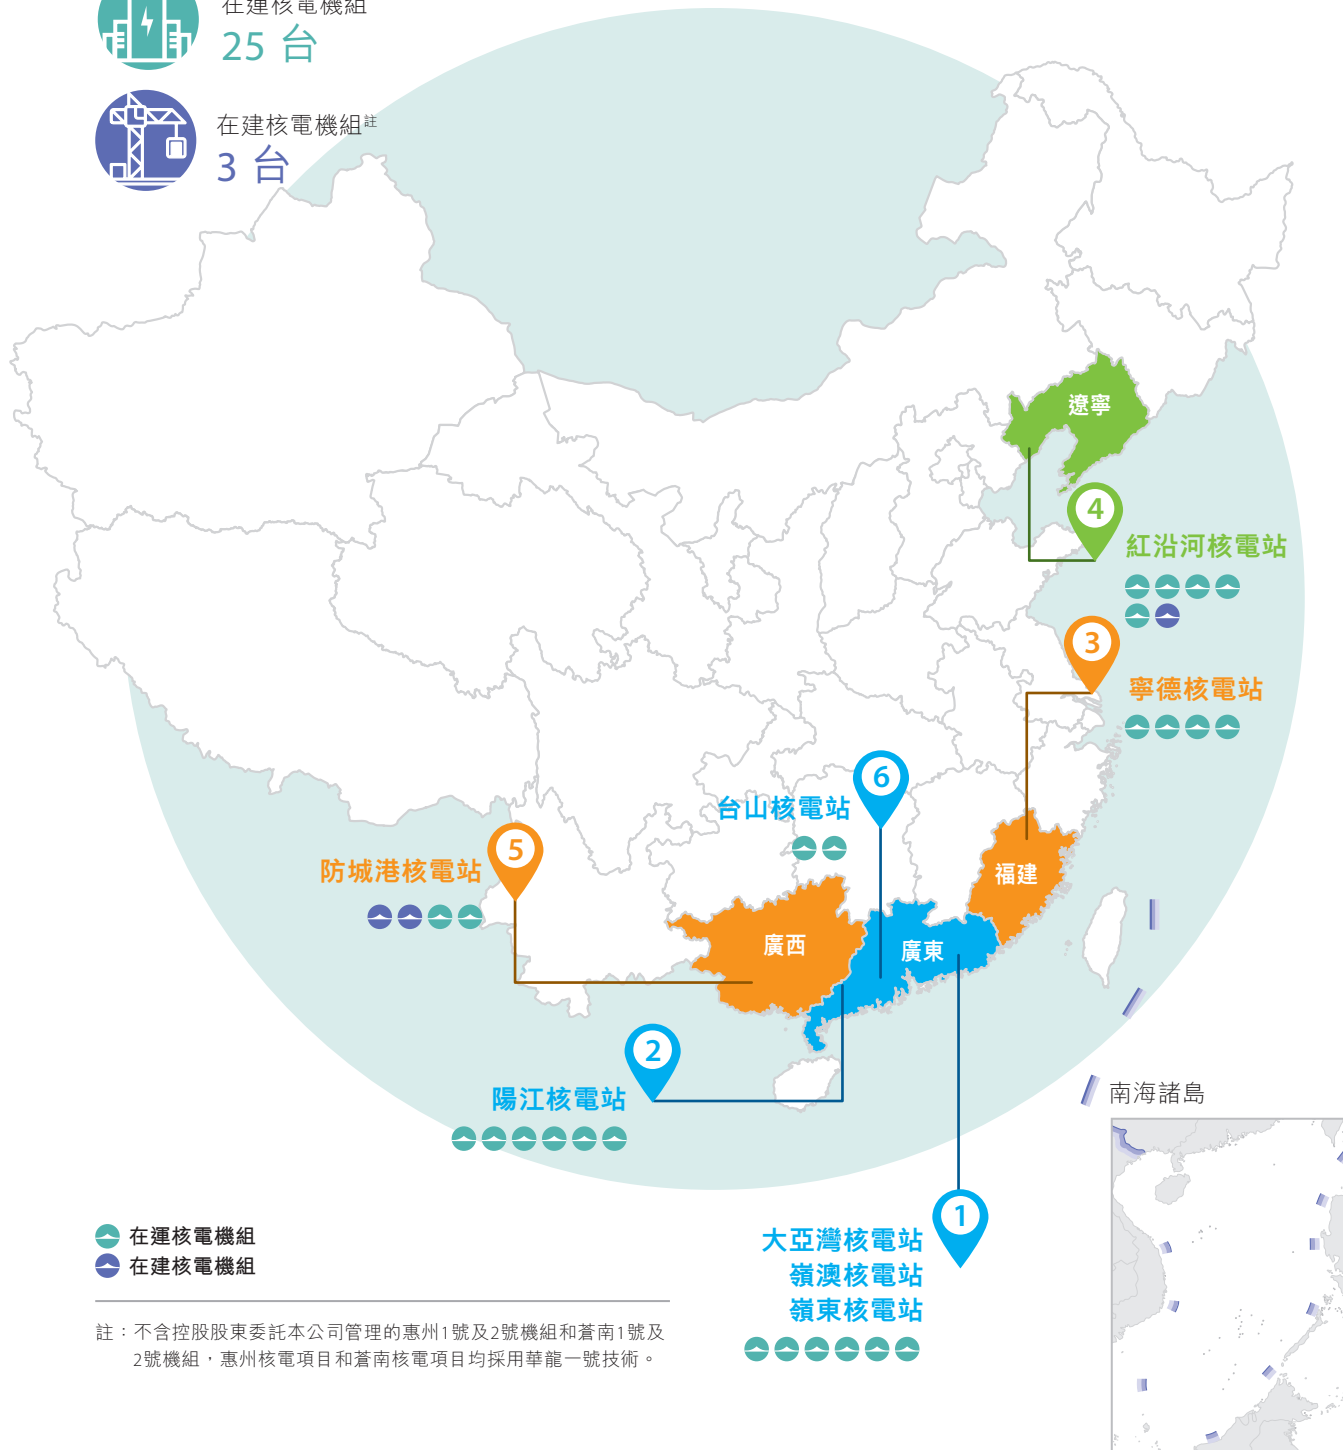 在運核電機組
25 台
在建核電機組註
3 台
遼寧
4
紅沿河核電站
3
寧德核電站
6
台山核電站
5
防城港核電站
福建
廣西
廣東
2
陽江核電站
南海諸島
1
大亞灣核電站
嶺澳核電站
嶺東核電站
在運核電機組
在建核電機組
註：不含控股股東委託本公司管理的惠州1號及2號機組和蒼南1號及
2號機組，惠州核電項目和蒼南核電項目均採用華龍一號技術。